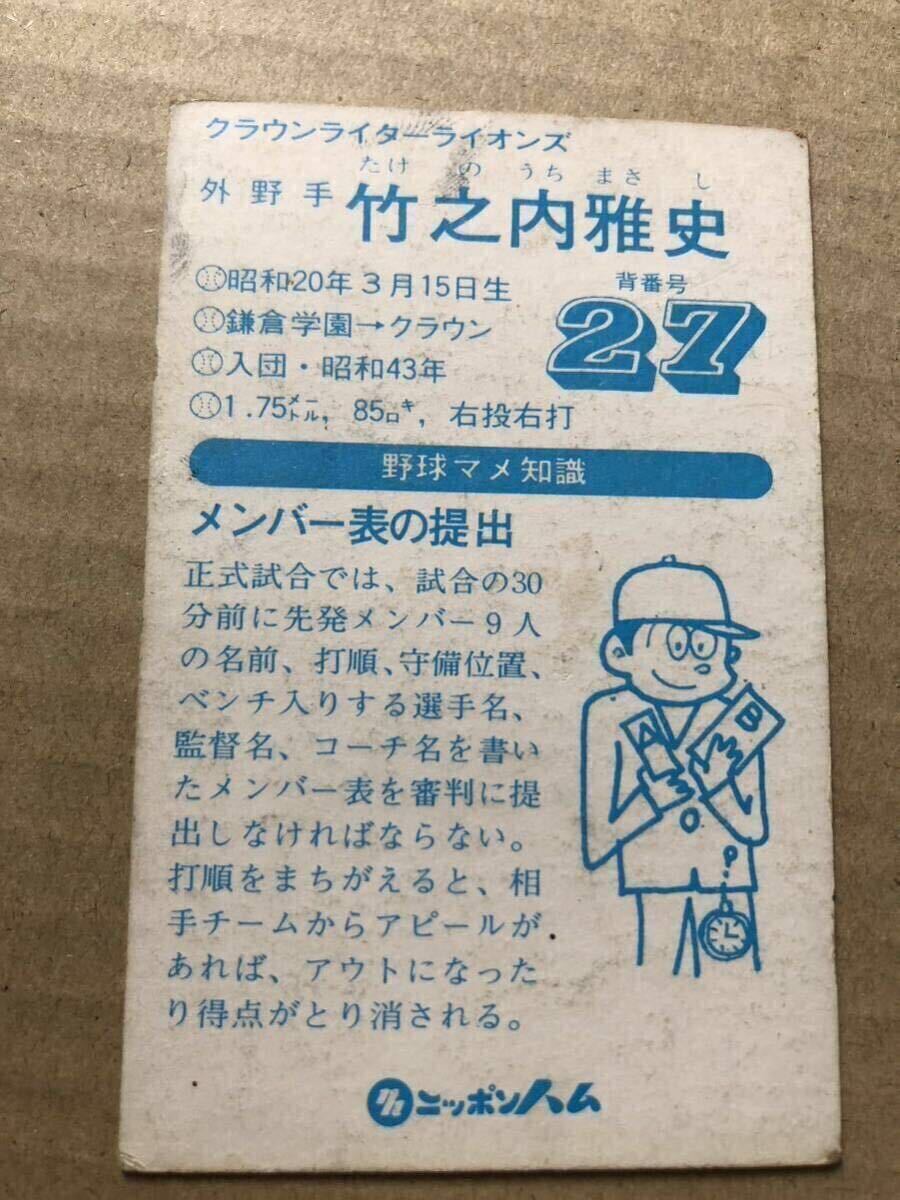 クラウンライターライオンズ
たけ の うち まさ し
外野手 竹之内雅史
昭和20年3月15日生
背番号
鎌倉学園→クラウン
27
入団・昭和43年
1.75メートル, 85キロ, 右投右打
野球マメ知識
メンバー表の提出
正式試合では、試合の30
分前に先発メンバー9人
の名前、打順、守備位置、
ベンチ入りする選手名、
監督名、コーチ名を書い
たメンバー表を審判に提
出しなければならない。
打順をまちがえると、相
手チームからアピールが
あれば、アウトになった
り得点がとり消される。
A
B
?
ニッポンハム